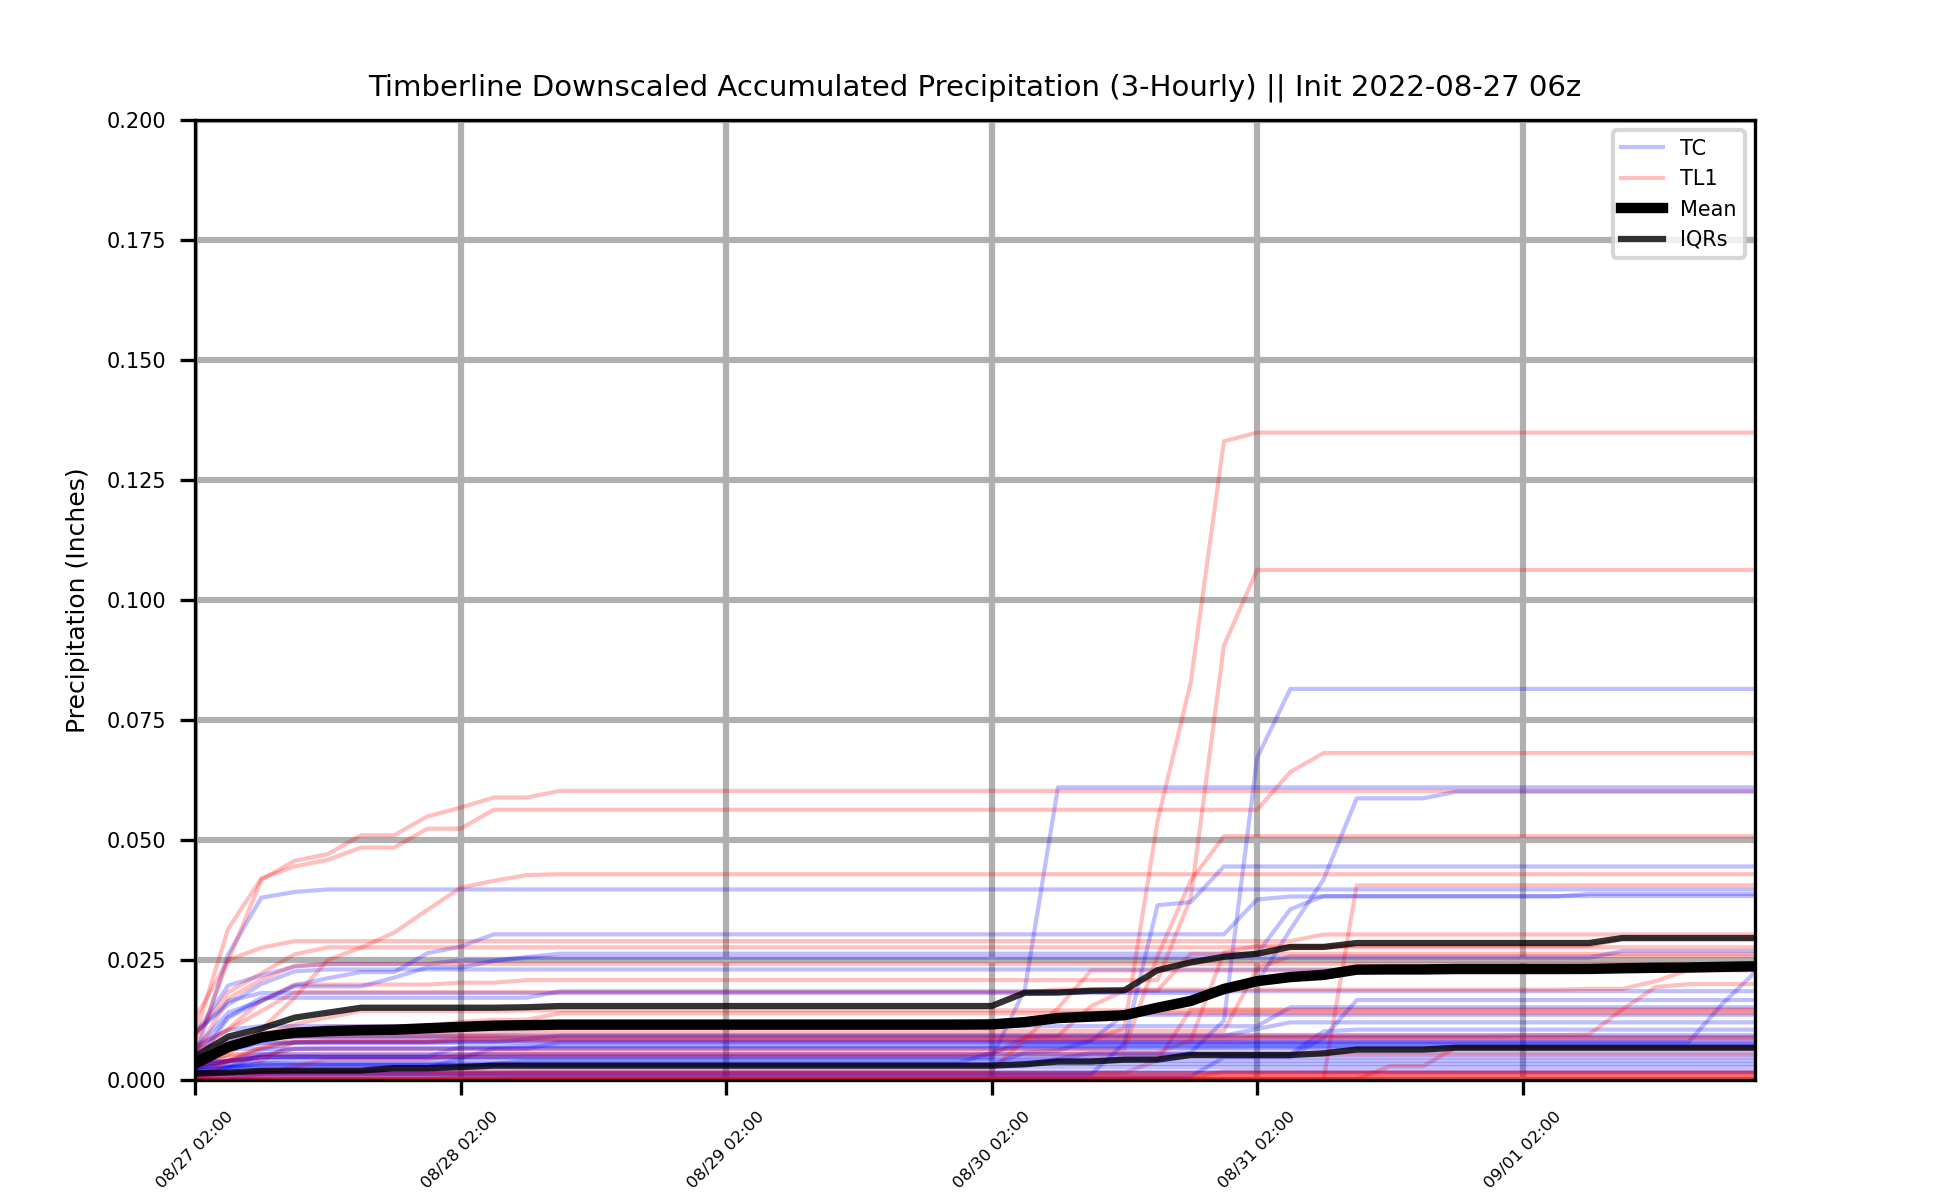 Timberline Downscaled Accumulated Precipitation (3-Hourly) || Init 2022-08-27 06z
0.200
0.175
0.150
0.125
0.100
0.075
0.050
0.025
0.000
Precipitation (Inches)
TC
TL1
Mean
IQRs
08/27 02:00
08/28 02:00
08/29 02:00
08/30 02:00
08/31 02:00
09/01 02:00